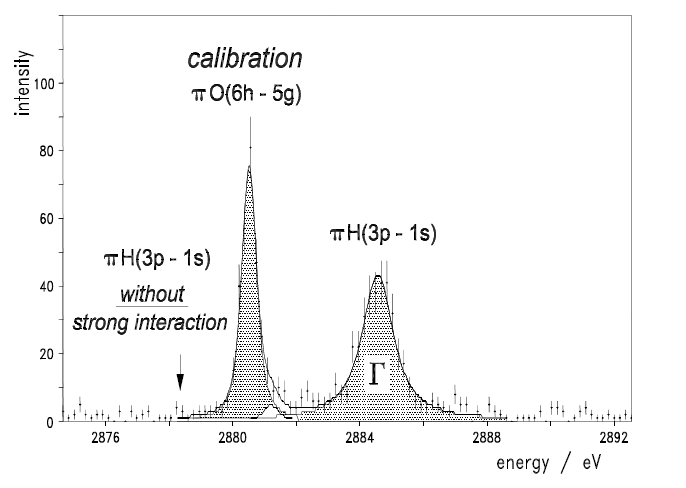 calibration
πO(6h - 5g)
πH(3p - 1s)
πH(3p - 1s)
without
strong interaction
Γ
intensity
100
80
60
40
20
0
2876
2880
2884
2888
2892
energy / eV